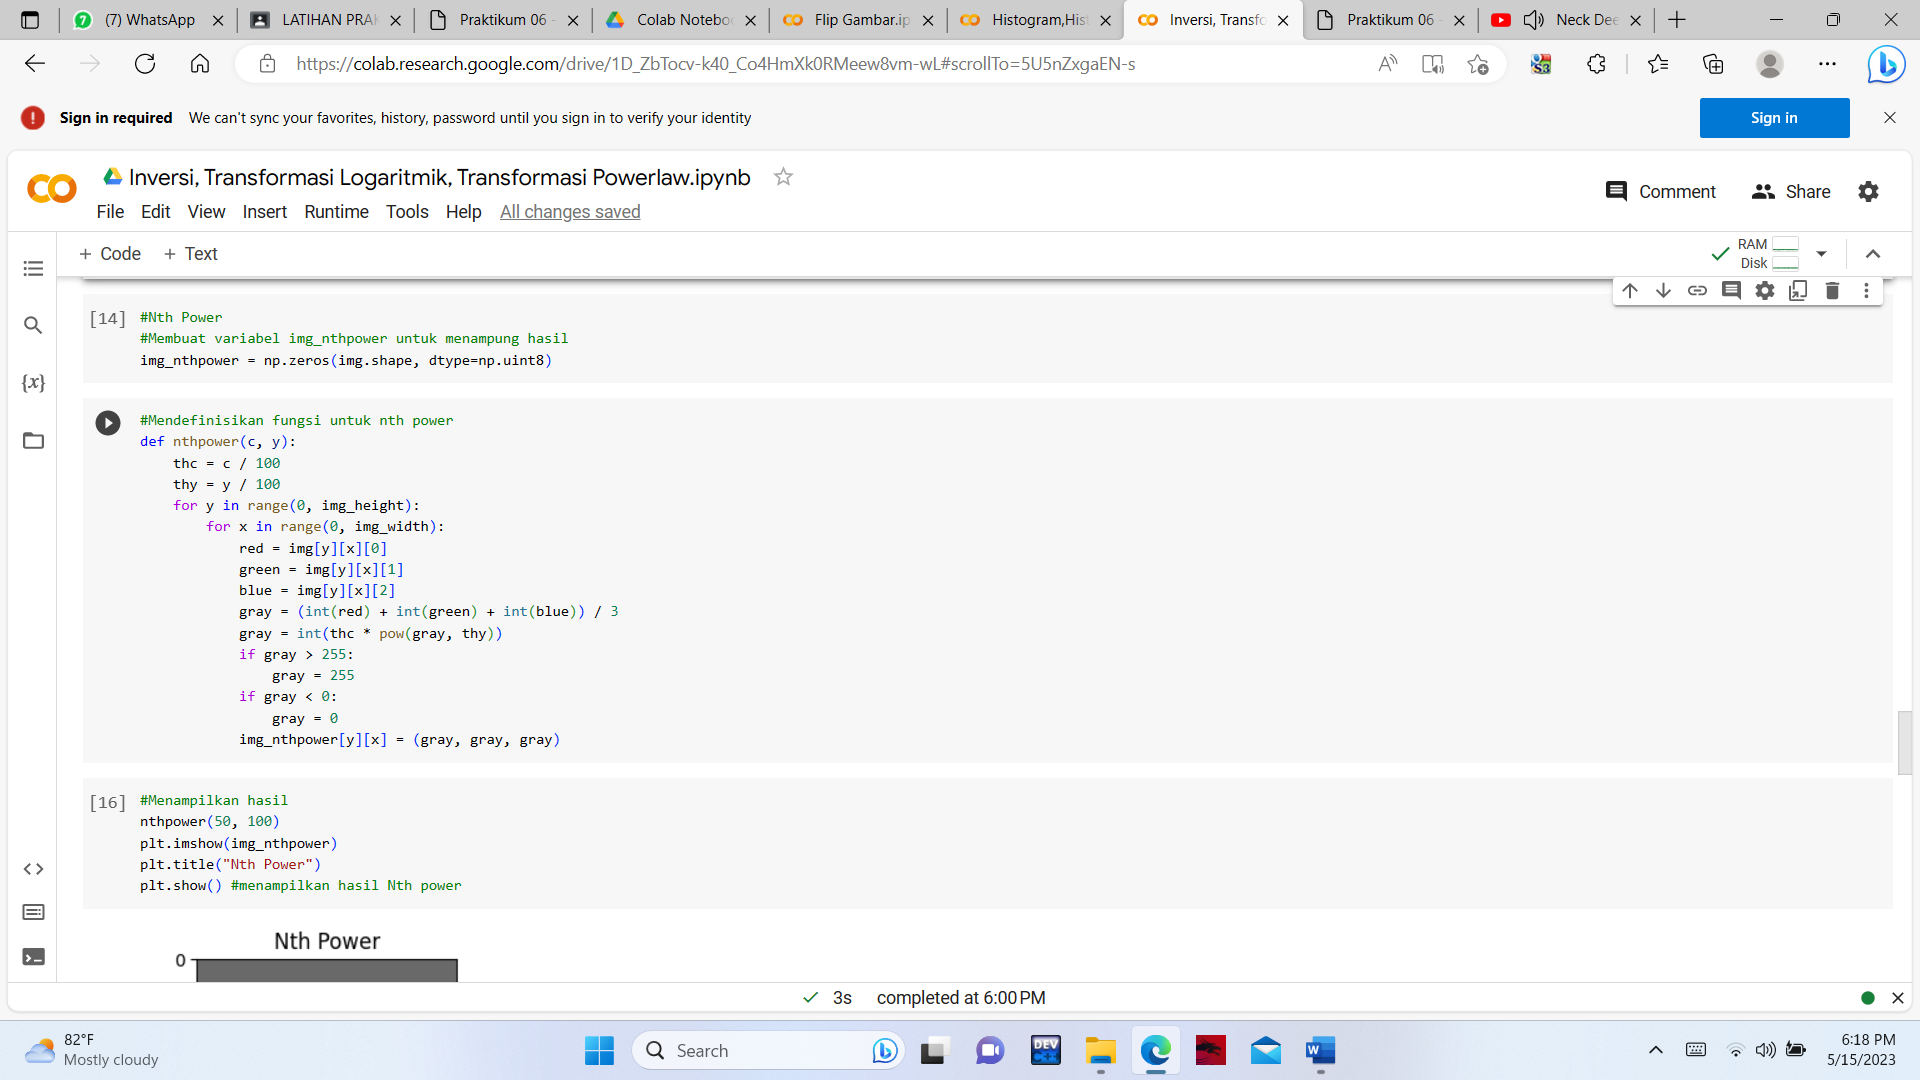 (7) WhatsApp
LATIHAN PRAK
Praktikum 06 -
Colab Notebo
Flip Gambar.ip
Histogram,His
Inversi, Transfo
Praktikum 06 -
Neck Dee
https://colab.research.google.com/drive/1D_ZbTocv-k40_Co4HmXk0RMeew8vm-wL#scrollTo=5U5nZxgaEN-s
Sign in required We can't sync your favorites, history, password until you sign in to verify your identity
Sign in
Inversi, Transformasi Logaritmik, Transformasi Powerlaw.ipynb
Comment Share
File Edit View Insert Runtime Tools Help All changes saved
+ Code + Text
RAM
Disk
[14] #Nth Power
#Membuat variabel img_nthpower untuk menampung hasil
img_nthpower = np.zeros(img.shape, dtype=np.uint8)
{x}
#Mendefinisikan fungsi untuk nth power
def nthpower(c, y):
thc = c / 100
thy = y / 100
for y in range(0, img_height):
for x in range(0, img_width):
red = img[y][x][0]
green = img[y][x][1]
blue = img[y][x][2]
gray = (int(red) + int(green) + int(blue)) / 3
gray = int(thc * pow(gray, thy))
if gray > 255:
gray = 255
if gray < 0:
gray = 0
img_nthpower[y][x] = (gray, gray, gray)
[16] #Menampilkan hasil
nthpower(50, 100)
plt.imshow(img_nthpower)
plt.title("Nth Power")
plt.show() #menampilkan hasil Nth power
Nth Power
0
3s completed at 6:00 PM
82°F
Mostly cloudy
Search
DEV
C++
W
6:18 PM
5/15/2023